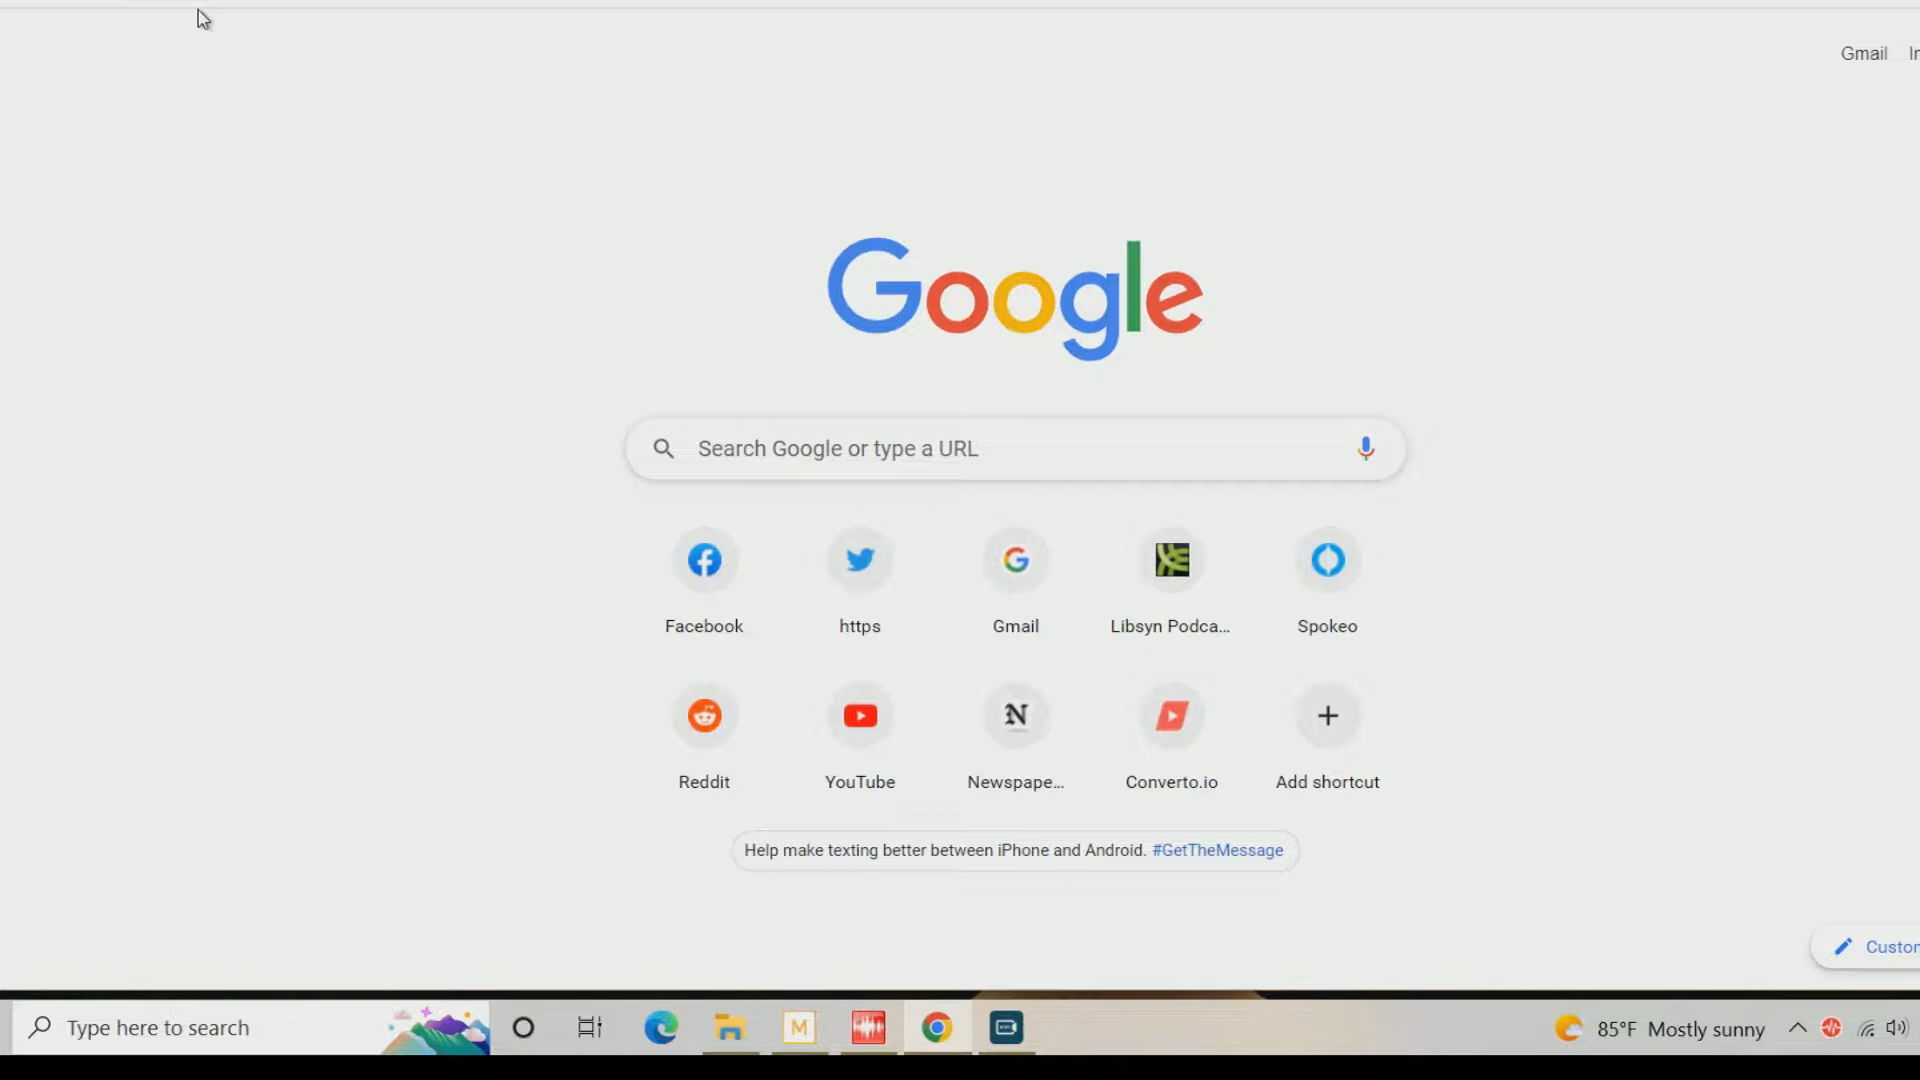 Gmail
Google
Search Google or type a URL
Facebook
https
Gmail
Libsyn Podca...
Spokeo
Reddit
YouTube
Newspape...
Converto.io
Add shortcut
Help make texting better between iPhone and Android. #GetTheMessage
Custom
Type here to search
M
85°F Mostly sunny